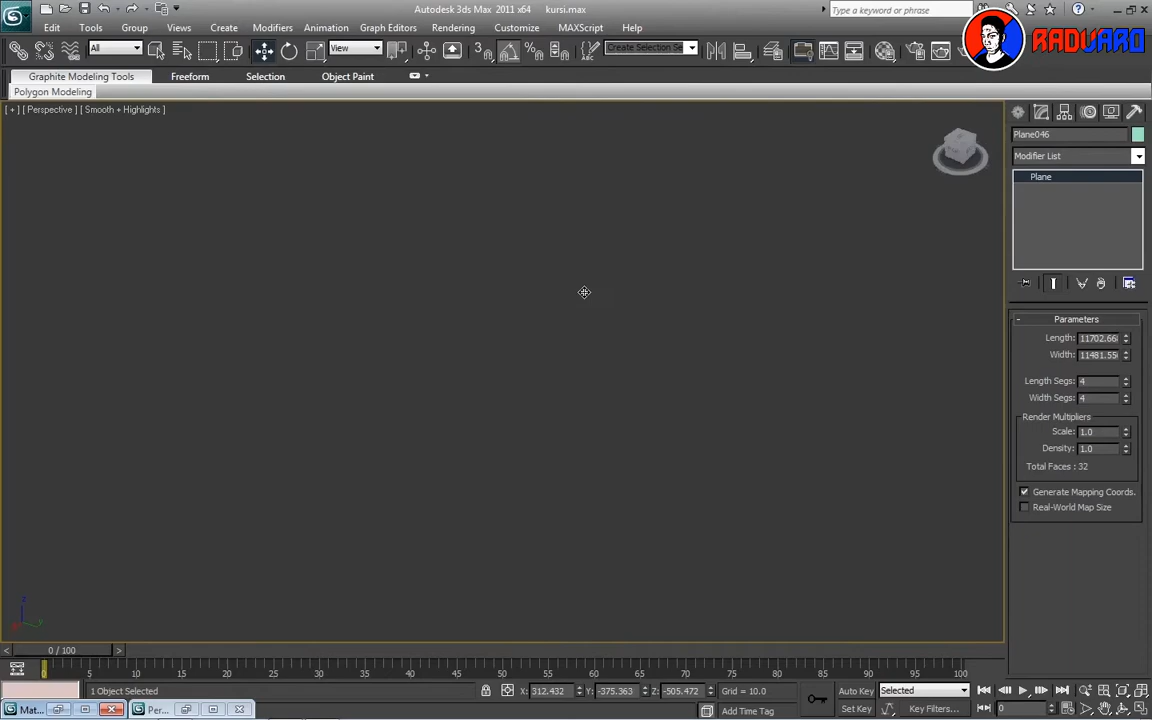 Autodesk 3ds Max 2011 x64 kursi.max
Type a keyword or phrase
Edit Tools Group Views Create Modifiers Animation Graph Editors Rendering Customize MAXScript Help
All View 3 Create Selection Se
RADVARO
Graphite Modeling Tools Freeform Selection Object Paint
Polygon Modeling
[ + ] [ Perspective ] [ Smooth + Highlights ]
Plane046
Modifier List
Plane
- Parameters
Length: 11702.66
Width: 11481.55
Length Segs: 4
Width Segs: 4
Render Multipliers
Scale: 1.0
Density: 1.0
Total Faces : 32
Generate Mapping Coords.
Real-World Map Size
z
y
< 0 / 100 >
0 5 10 15 20 25 30 35 40 45 50 55 60 65 70 75 80 85 90 95 100
1 Object Selected X: 312.432 Y: -375.363 Z: -505.472 Grid = 10.0 Auto Key Selected
Mat... Per... Add Time Tag Set Key Key Filters... 0